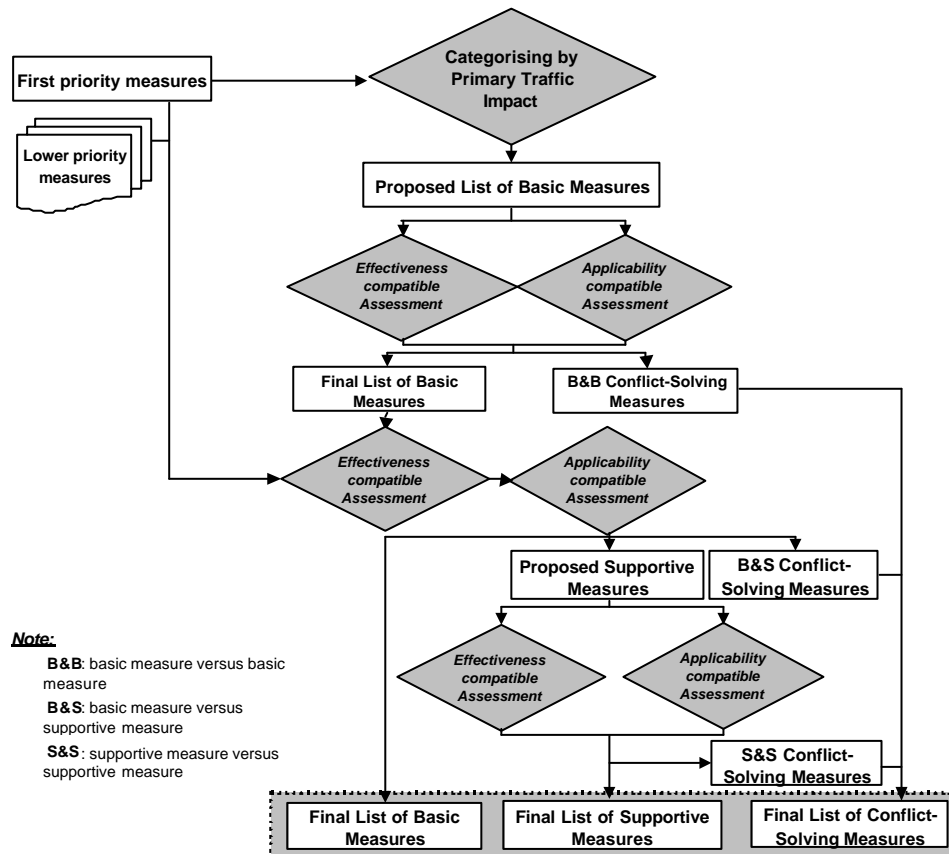 Categorising by
Primary Traffic
Impact
First priority measures
Lower priority
measures
Proposed List of Basic Measures
Effectiveness
compatible
Assessment
Applicability
compatible
Assessment
Final List of Basic
Measures
B&B Conflict-Solving
Measures
Effectiveness
compatible
Assessment
Applicability
compatible
Assessment
Proposed Supportive
Measures
B&S Conflict-
Solving Measures
Effectiveness
compatible
Assessment
Applicability
compatible
Assessment
Note:
B&B: basic measure versus basic
measure
B&S: basic measure versus
supportive measure
S&S: supportive measure versus
supportive measure
S&S Conflict-
Solving Measures
Final List of Basic
Measures
Final List of Supportive
Measures
Final List of Conflict-
Solving Measures